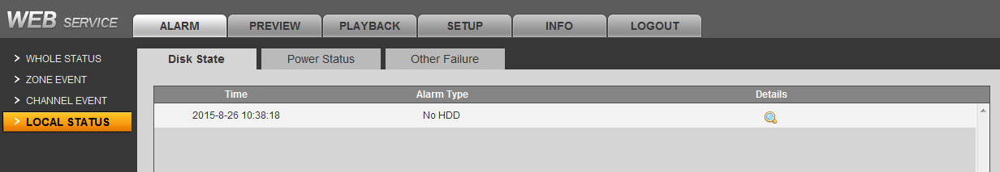 WEB SERVICE
ALARM PREVIEW PLAYBACK SETUP INFO LOGOUT
WHOLE STATUS
ZONE EVENT
CHANNEL EVENT
LOCAL STATUS
Disk State Power Status Other Failure
Time Alarm Type Details
2015-8-26 10:38:18 No HDD